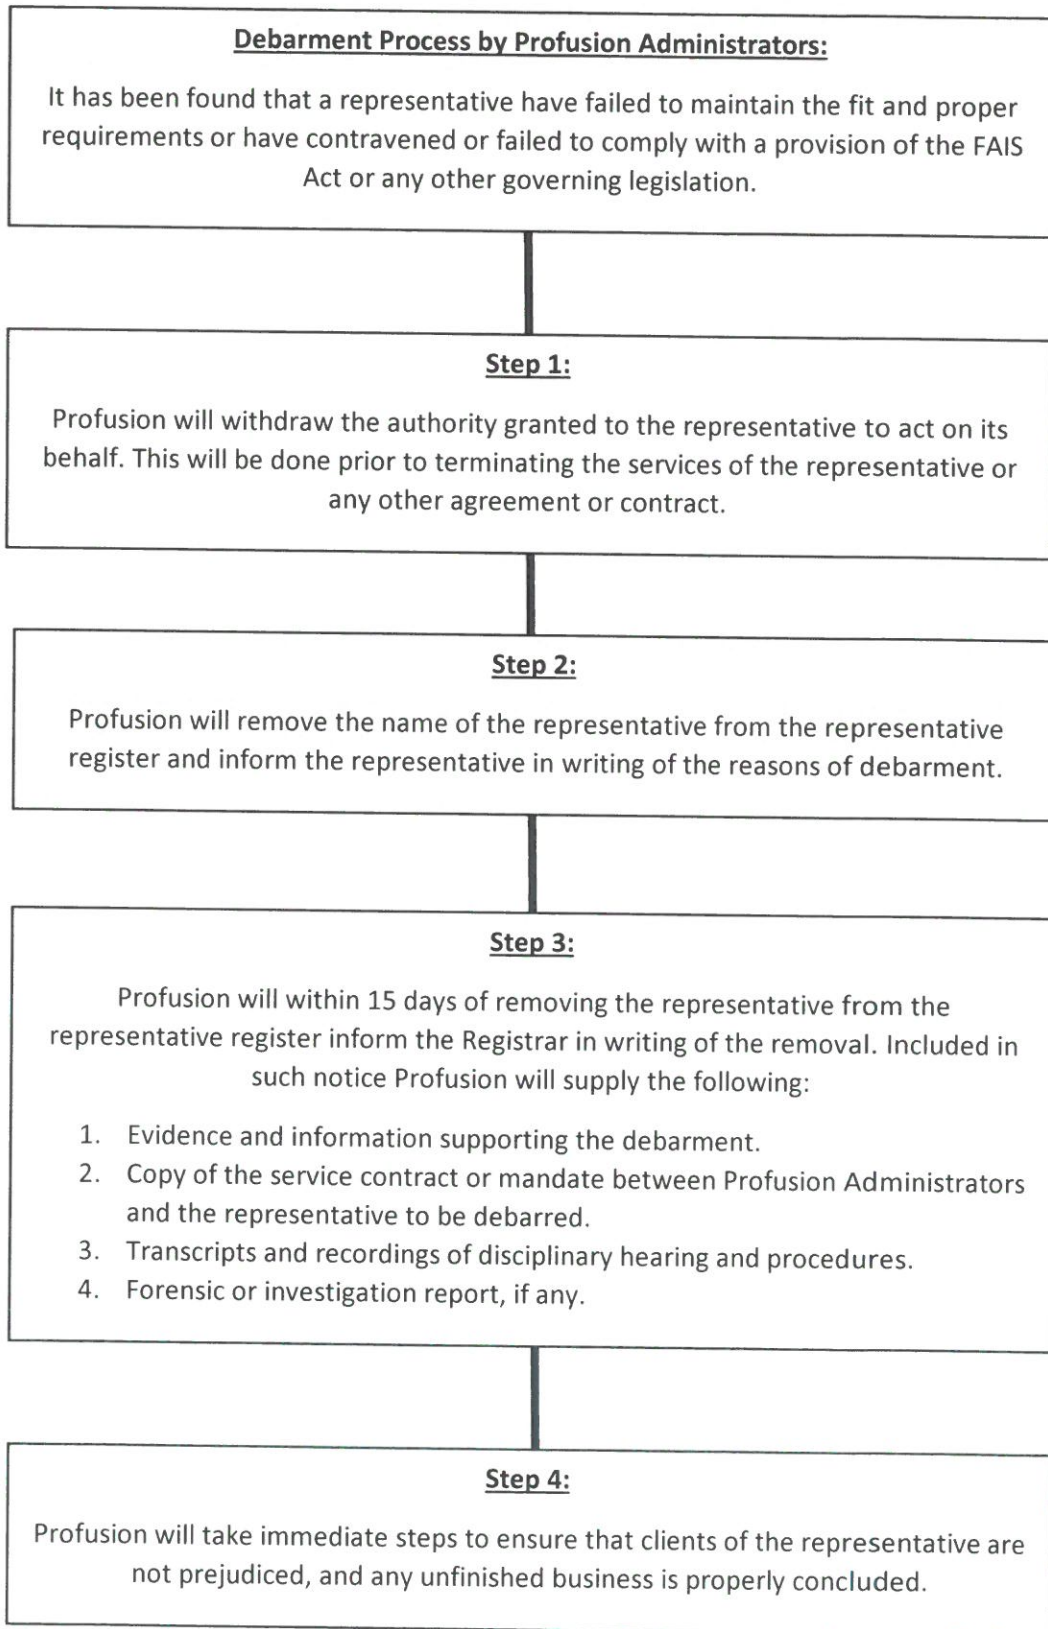 Debarment Process by Profusion Administrators:
It has been found that a representative have failed to maintain the fit and proper
requirements or have contravened or failed to comply with a provision of the FAIS
Act or any other governing legislation.
Step 1:
Profusion will withdraw the authority granted to the representative to act on its
behalf. This will be done prior to terminating the services of the representative or
any other agreement or contract.
Step 2:
Profusion will remove the name of the representative from the representative
register and inform the representative in writing of the reasons of debarment.
Step 3:
Profusion will within 15 days of removing the representative from the
representative register inform the Registrar in writing of the removal. Included in
such notice Profusion will supply the following:
1. Evidence and information supporting the debarment.
2. Copy of the service contract or mandate between Profusion Administrators
and the representative to be debarred.
3. Transcripts and recordings of disciplinary hearing and procedures.
4. Forensic or investigation report, if any.
Step 4:
Profusion will take immediate steps to ensure that clients of the representative are
not prejudiced, and any unfinished business is properly concluded.